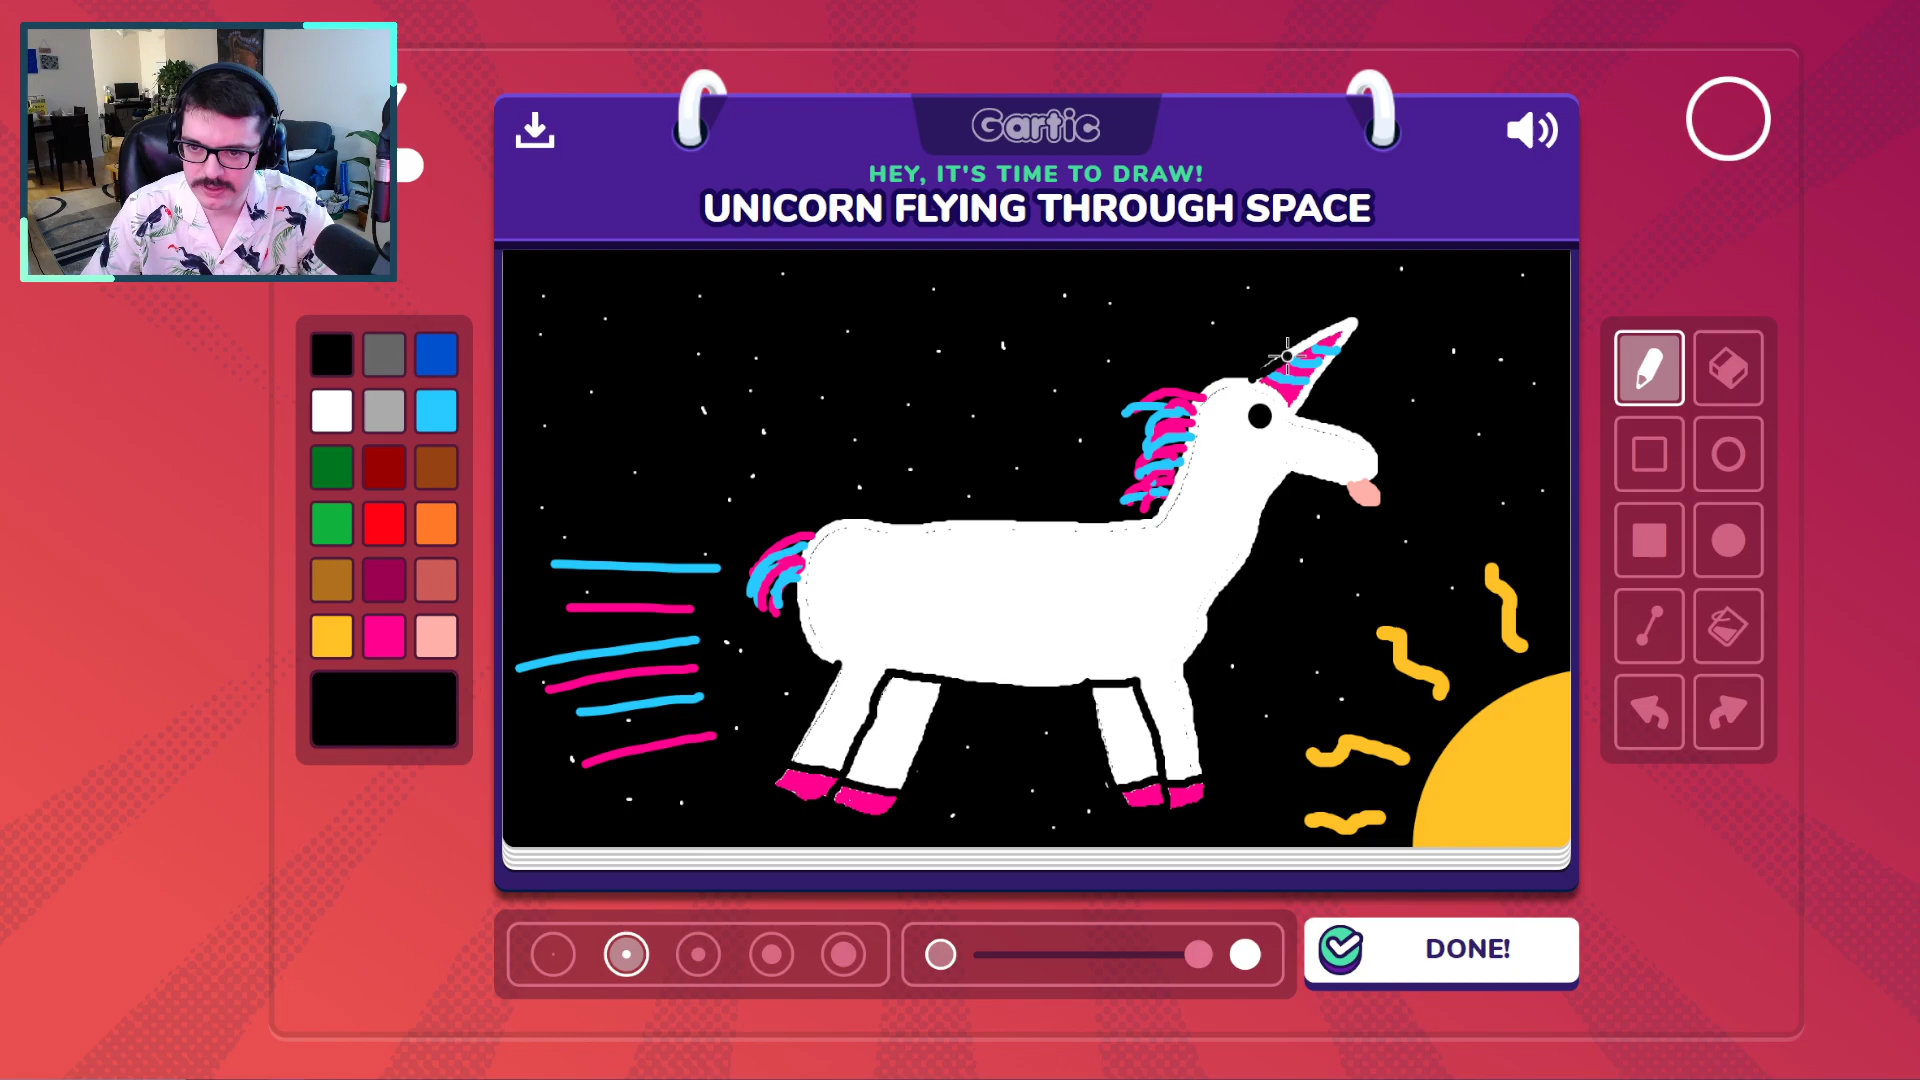 Gartic
HEY, IT'S TIME TO DRAW!
UNICORN FLYING THROUGH SPACE
DONE!